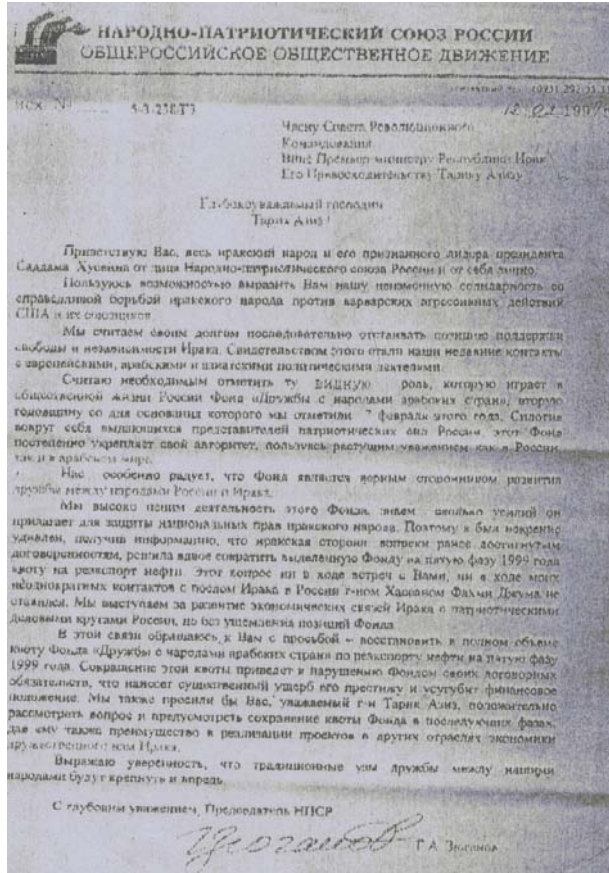 НАРОДНО-ПАТРИОТИЧЕСКИЙ СОЮЗ РОССИИ
ОБЩЕРОССИЙСКОЕ ОБЩЕСТВЕННОЕ ДВИЖЕНИЕ
Исх. N 5-3-238-ГЗ
Члену Совета Революционного
Командования
Вице Премьер-министру Республики Ирак
Его Превосходительству Тарику Азизу
Глубокоуважаемый господин
Тарик Азиз!
Приветствую Вас, весь иракский народ и его признанного лидера президента
Саддама Хусейна от лица Народно-патриотического союза России и от себя лично.
Пользуюсь возможностью выразить Вам нашу неизменную солидарность со
справедливой борьбой иракского народа против варварских агрессивных действий
США и их союзников.
Мы считаем своим долгом последовательно отстаивать позицию поддержки
свободы и независимости Ирака. Свидетельством этого стали наши недавние контакты
с европейскими, арабскими и азиатскими политическими деятелями.
Считаю необходимым отметить ту видную роль, которую играет в
общественной жизни России Фонд «Дружбы с народами арабских стран», вторую
годовщину со дня основания которого мы отметили 7 февраля этого года. Сплотив
вокруг себя выдающихся представителей патриотических сил России, этот Фонд
постепенно укрепляет свой авторитет, пользуясь растущим уважением как в России,
так и в арабском мире.
Нас особенно радует, что Фонд является верным сторонником развития
дружбы между народами России и Ирака.
Мы высоко ценим деятельность этого Фонда, знаем сколько усилий он
прилагает для защиты национальных прав иракского народа. Поэтому я был искренне
удивлен, получив информацию, что иракская сторона, вопреки ранее достигнутым
договоренностям, решила вдвое сократить выделенную Фонду на пятую фазу 1999 года
квоту на реэкспорт нефти. Этот вопрос ни в ходе встреч с Вами, ни в ходе моих
неоднократных контактов с послом Ирака в России г-ном Хассаном Фахми Джума не
ставился. Мы выступаем за развитие экономических связей Ирака с патриотическими
деловыми кругами России, но без ущемления позиций Фонда.
В этой связи обращаюсь к Вам с просьбой – восстановить в полном объеме
квоту Фонда «Дружбы с народами арабских стран» по реэкспорту нефти на пятую фазу
1999 года. Сокращение этой квоты приведет к нарушению Фондом своих договорных
обязательств, что нанесет существенный ущерб его престижу и усугубит финансовое
положение. Мы также просили бы Вас, уважаемый г-н Тарик Азиз, положительно
рассмотреть вопрос и предусмотреть сохранение квоты Фонда в последующих фазах,
дав ему также преимущество в реализации проектов в других отраслях экономики
дружественного нам Ирака.
Выражаю уверенность, что традиционные узы дружбы между нашими
народами будут крепнуть и впредь.
С глубоким уважением, Председатель НПСР
Г.А. Зюганов